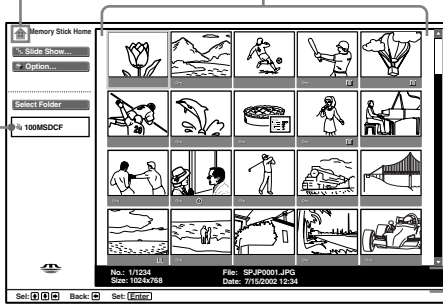 Memory Stick Home
Slide Show...
Option...
Select Folder
100MSDCF
No.: 1/1234
File: SPJP0001.JPG
Size: 1024x768
Date: 7/15/2002 12:34
Sel: Back: Set: Enter